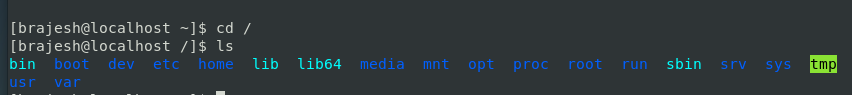 [brajesh@localhost ~]$ cd /
[brajesh@localhost /]$ ls
bin boot dev etc home lib lib64 media mnt opt proc root run sbin srv sys tmp
usr var